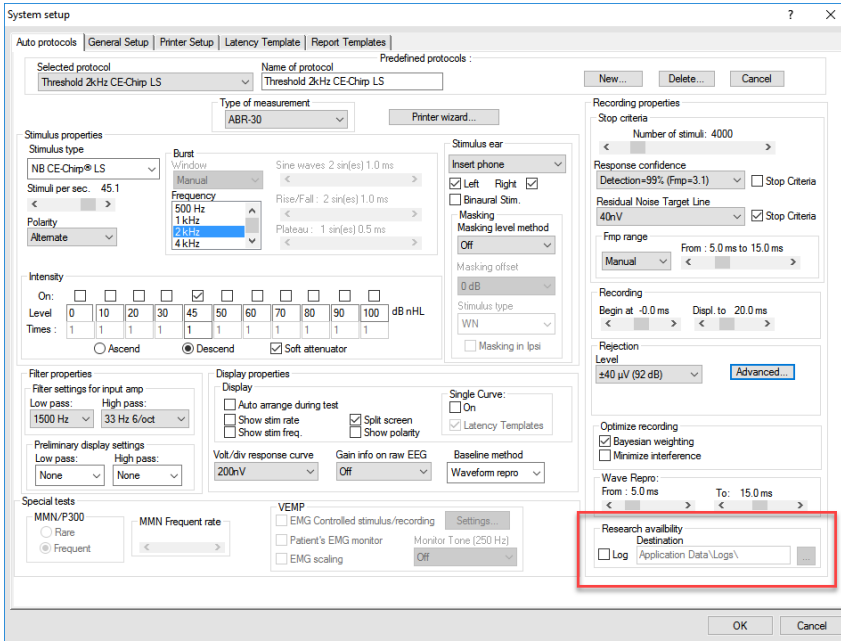 System setup
?
Auto protocols General Setup Printer Setup Latency Template Report Templates
Predefined protocols :
Selected protocol
Name of protocol
Threshold 2kHz CE-Chirp LS
Threshold 2kHz CE-Chirp LS
New...
Delete...
Cancel
Type of measurement
ABR-30
Printer wizard...
Stimulus properties
Stimulus type
NB CE-Chirp® LS
Stimuli per sec. 45.1
Polarity
Alternate
Burst
Window
Manual
Frequency
500 Hz
1 kHz
2 kHz
4 kHz
Sine waves 2 sin(es) 1.0 ms
Rise/Fall : 2 sin(es) 1.0 ms
Plateau : 1 sin(es) 0.5 ms
Stimulus ear
Insert phone
Left Right
Binaural Stim.
Masking
Masking level method
Off
Masking offset
0 dB
Stimulus type
WN
Masking in Ipsi
Intensity
On:
Level 0 10 20 30 45 50 60 70 80 90 100 dB nHL
Times : 1 1 1 1 1 1 1 1 1 1 1
Ascend Descend Soft attenuator
Filter properties
Filter settings for input amp
Low pass: High pass:
1500 Hz 33 Hz 6/oct
Preliminary display settings
Low pass: High pass:
None None
Display properties
Display
Auto arrange during test
Show stim rate
Show stim freq.
Split screen
Show polarity
Single Curve:
On
Latency Templates
Volt/div response curve
200nV
Gain info on raw EEG
Off
Baseline method
Waveform repro
Special tests
MMN/P300
Rare
Frequent
MMN Frequent rate
VEMP
EMG Controlled stimulus/recording
Settings...
Patient's EMG monitor
EMG scaling
Monitor Tone (250 Hz)
Off
Recording properties
Stop criteria
Number of stimuli: 4000
Response confidence
Detection=99% (Fmp=3.1)
Stop Criteria
Residual Noise Target Line
40nV
Stop Criteria
Fmp range
Manual
From : 5.0 ms to 15.0 ms
Recording
Begin at -0.0 ms Displ. to 20.0 ms
Rejection
Level
±40 µV (92 dB)
Advanced...
Optimize recording
Bayesian weighting
Minimize interference
Wave Repro:
From : 5.0 ms To: 15.0 ms
Research availbility
Destination
Log
Application Data\Logs\
...
OK
Cancel